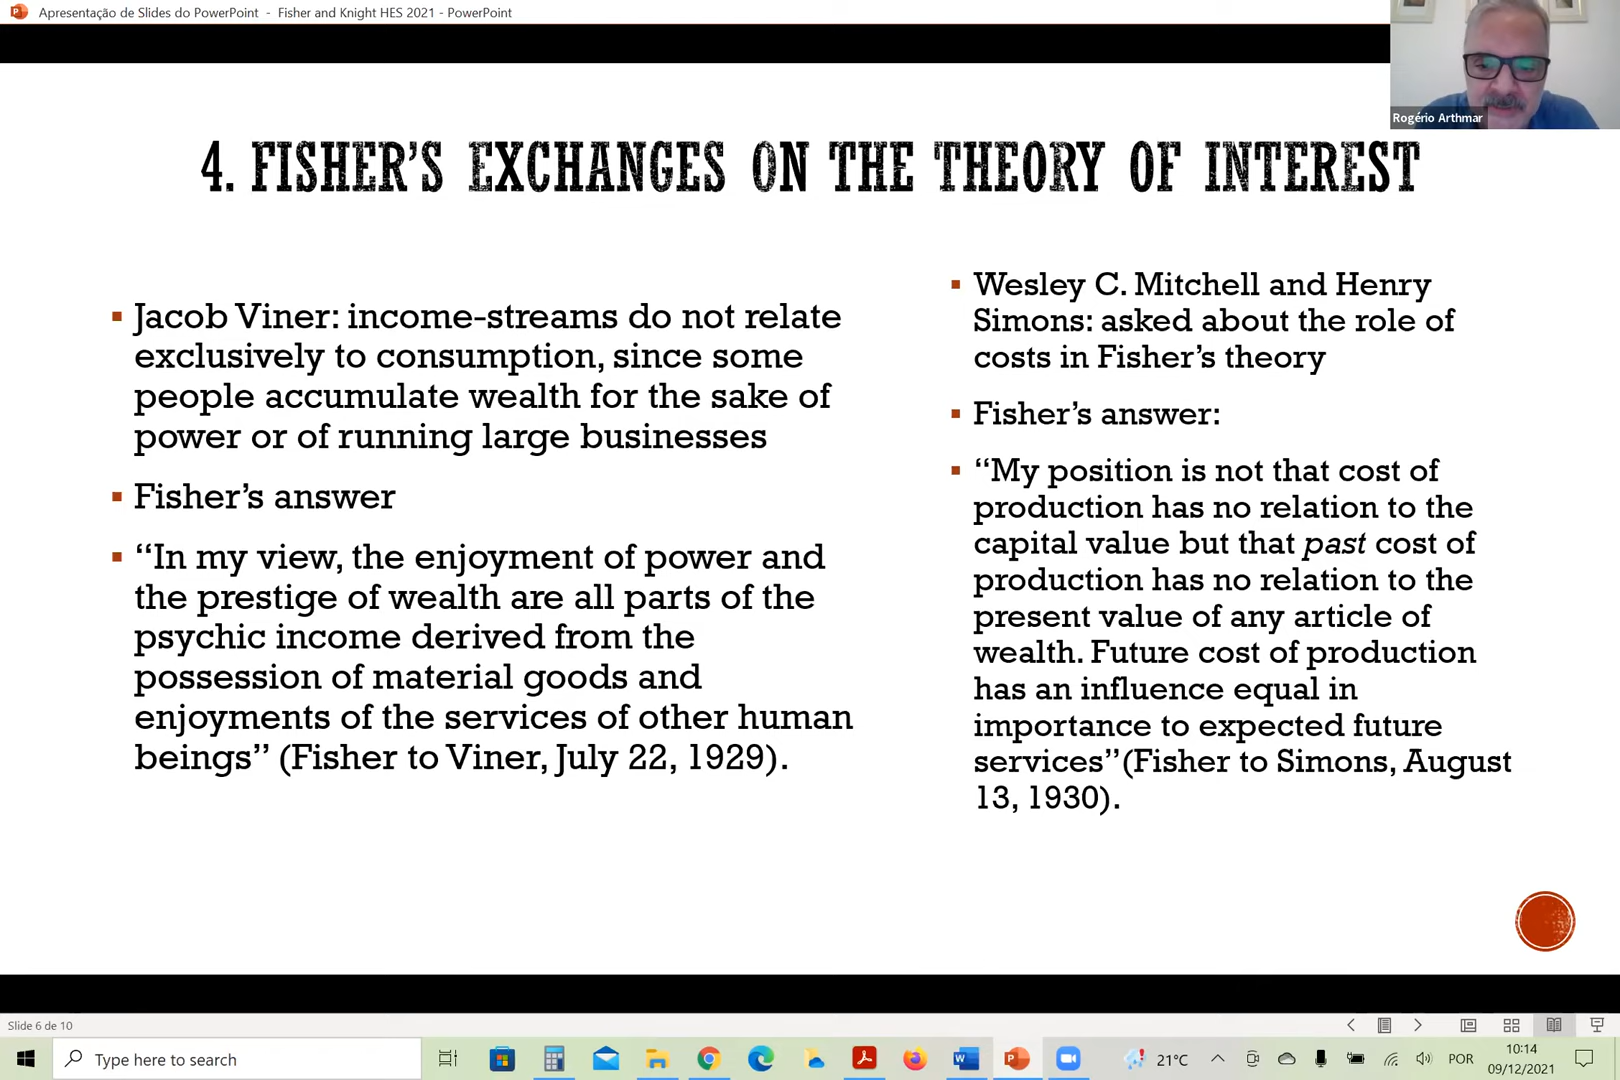 Apresentação de Slides do PowerPoint - Fisher and Knight HES 2021 - PowerPoint
Rogério Arthmar
4. FISHER’S EXCHANGES ON THE THEORY OF INTEREST
▪ Jacob Viner: income-streams do not relate
exclusively to consumption, since some
people accumulate wealth for the sake of
power or of running large businesses
▪ Fisher’s answer
▪ “In my view, the enjoyment of power and
the prestige of wealth are all parts of the
psychic income derived from the
possession of material goods and
enjoyments of the services of other human
beings” (Fisher to Viner, July 22, 1929).
▪ Wesley C. Mitchell and Henry
Simons: asked about the role of
costs in Fisher’s theory
▪ Fisher’s answer:
▪ “My position is not that cost of
production has no relation to the
capital value but that past cost of
production has no relation to the
present value of any article of
wealth. Future cost of production
has an influence equal in
importance to expected future
services”(Fisher to Simons, August
13, 1930).
Slide 6 de 10
Type here to search
21°C
POR
10:14
09/12/2021